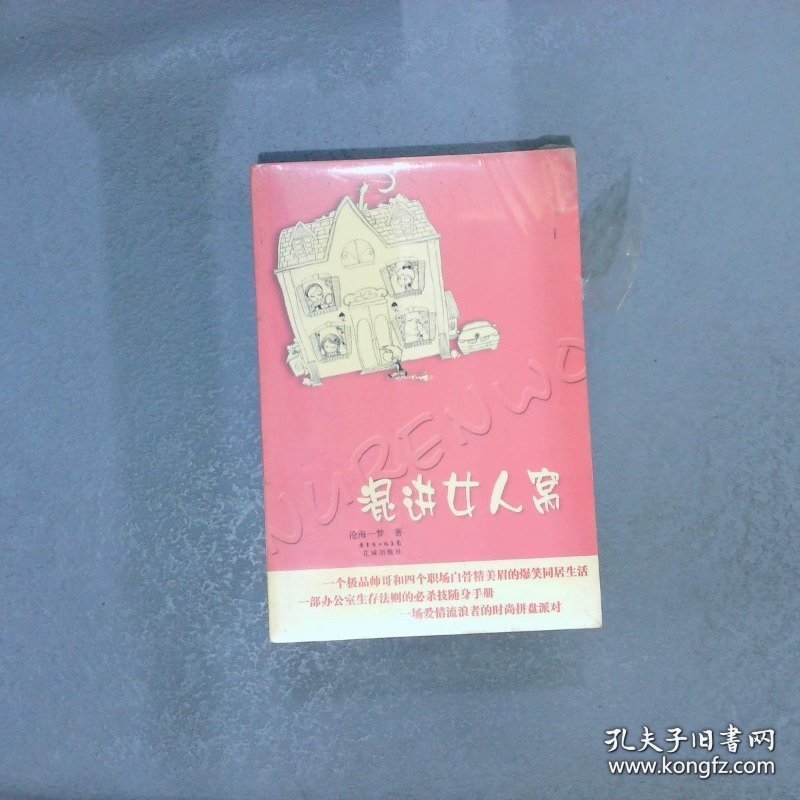 NURENWO
混进女人窝
沧海一梦 著
花城出版社
一个极品帅哥和四个职场白骨精美眉的爆笑同居生活
一部办公室生存法则的必杀技随身手册
一场爱情流浪者的时尚拼盘派对
孔夫子旧书网
www.kongfz.com